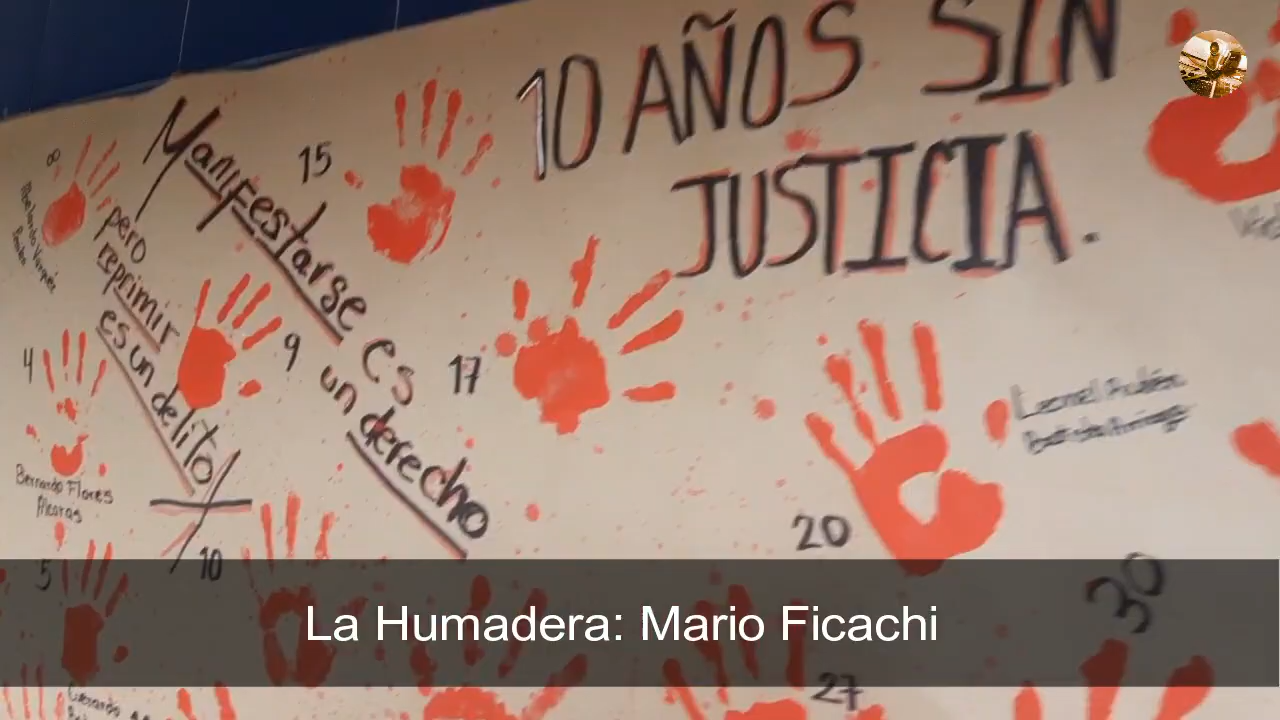 10 AÑOS SIN
JUSTICIA.
Manifestarse es
un derecho
pero
reprimir
es un delito
8
15
4
9
17
Bernardo Flores
Alcaraz
20
5
10
30
27
La Humadera: Mario Ficachi